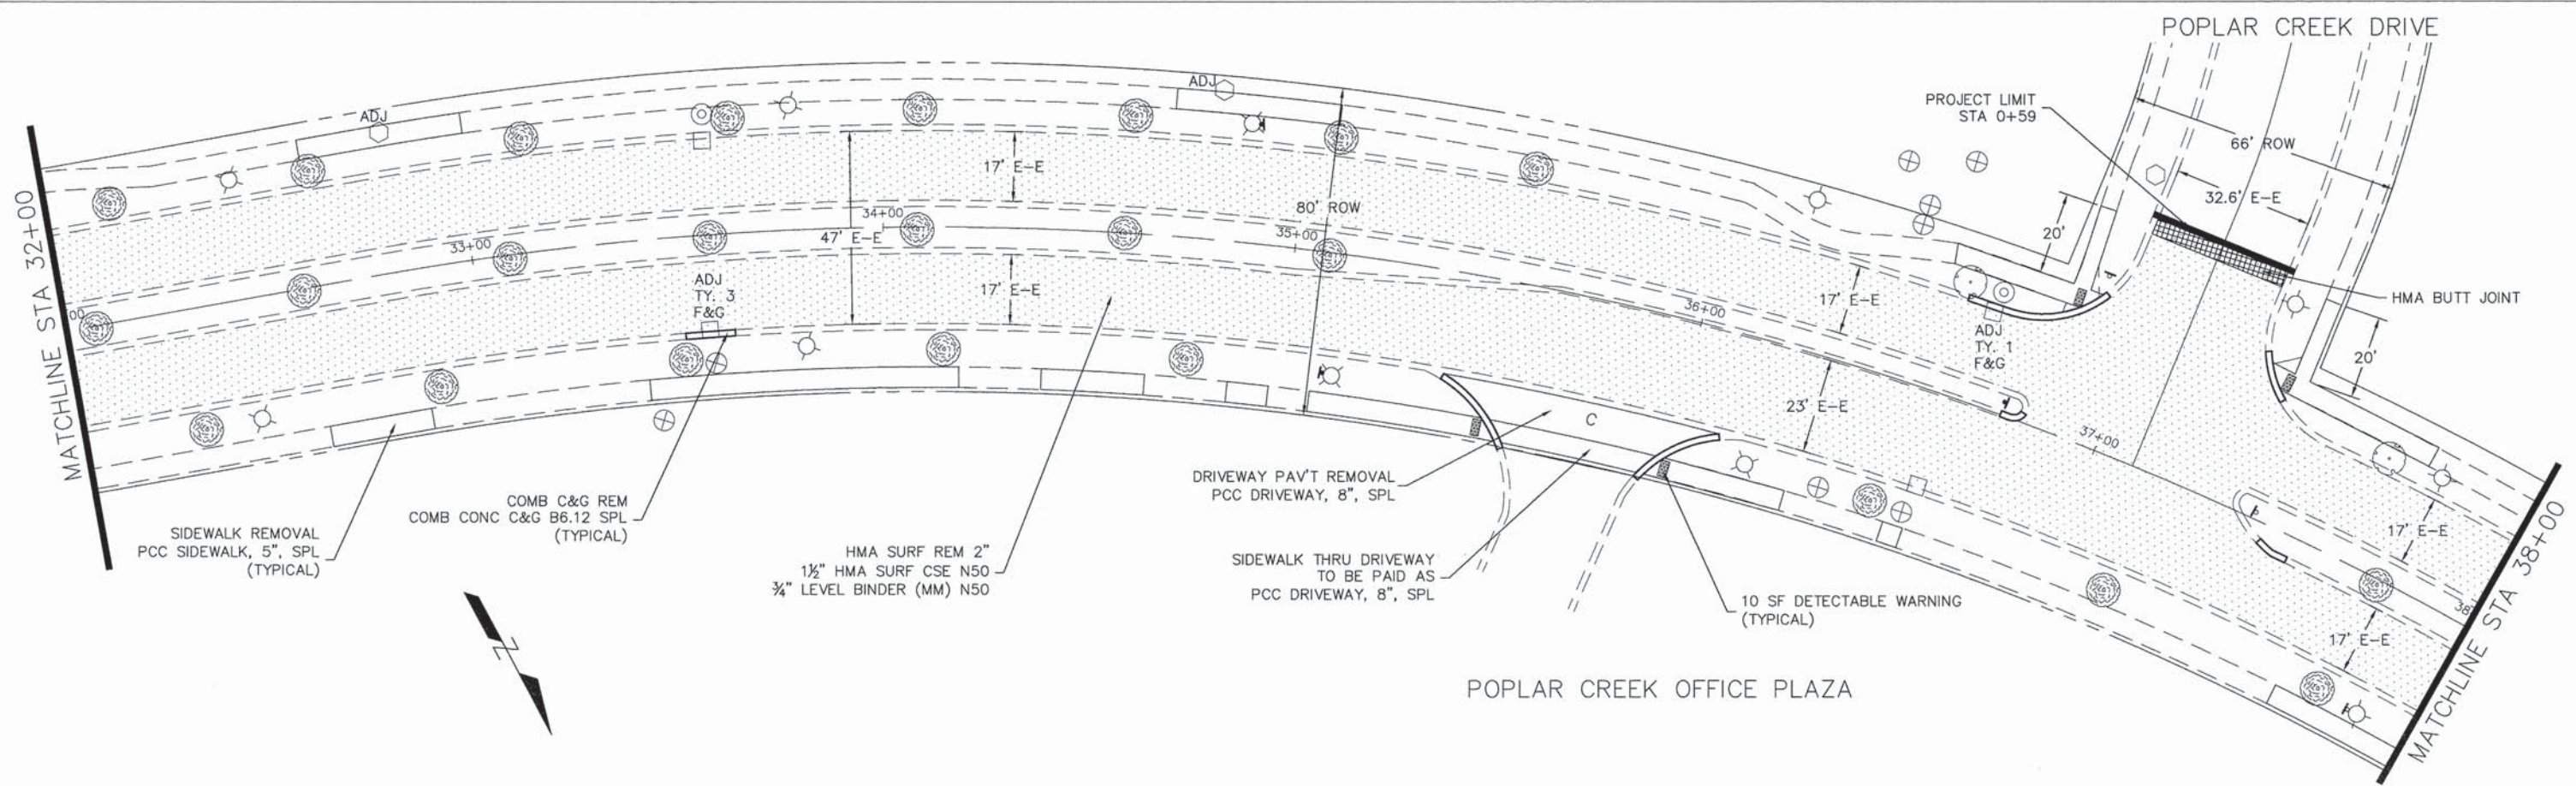 POPLAR CREEK DRIVE
PROJECT LIMIT
STA 0+59
66' ROW
32.6' E-E
20'
HMA BUTT JOINT
20'
ADJ
ADJ
17' E-E
80' ROW
34+00
47' E-E
33+00
35+00
36+00
17' E-E
17' E-E
ADJ
TY. 3
F&G
ADJ
TY. 1
F&G
23' E-E
37+00
00
MATCHLINE STA 32+00
C
DRIVEWAY PAV'T REMOVAL
PCC DRIVEWAY, 8", SPL
COMB C&G REM
COMB CONC C&G B6.12 SPL
(TYPICAL)
SIDEWALK REMOVAL
PCC SIDEWALK, 5", SPL
(TYPICAL)
HMA SURF REM 2"
1½" HMA SURF CSE N50
¾" LEVEL BINDER (MM) N50
SIDEWALK THRU DRIVEWAY
TO BE PAID AS
PCC DRIVEWAY, 8", SPL
10 SF DETECTABLE WARNING
(TYPICAL)
17' E-E
38
17' E-E
MATCHLINE STA 38+00
Z
POPLAR CREEK OFFICE PLAZA